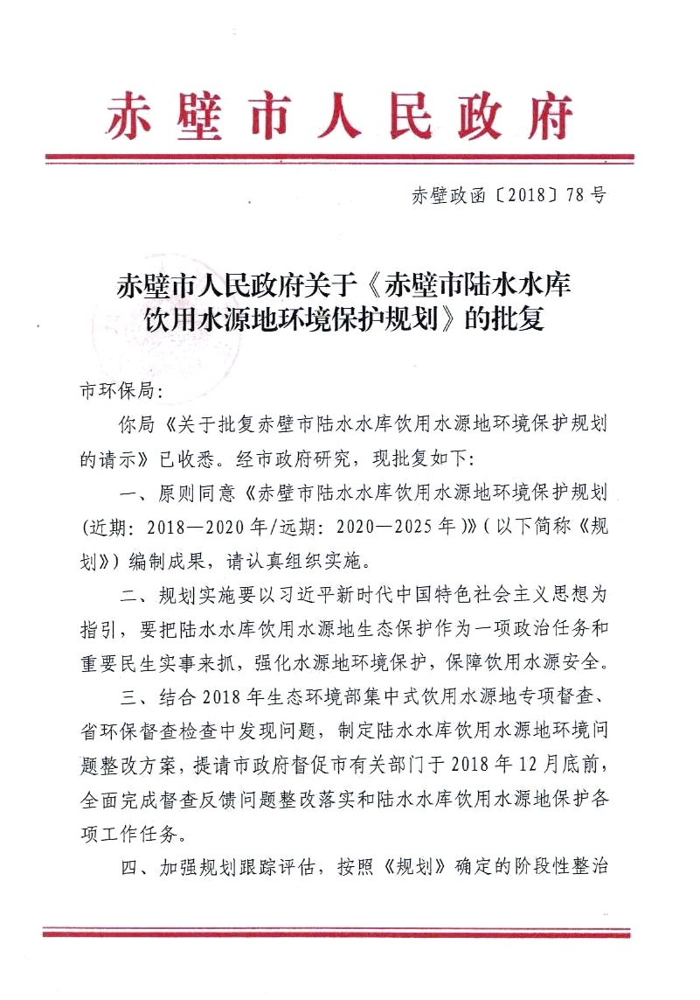 赤壁市人民政府
赤壁政函〔2018〕78号
赤壁市人民政府关于《赤壁市陆水水库
饮用水源地环境保护规划》的批复
市环保局：
你局《关于批复赤壁市陆水水库饮用水源地环境保护规划
的请示》已收悉。经市政府研究，现批复如下：
一、原则同意《赤壁市陆水水库饮用水源地环境保护规划
(近期：2018—2020年/远期：2020—2025年)》（以下简称《规
划》）编制成果，请认真组织实施。
二、规划实施要以习近平新时代中国特色社会主义思想为
指引，要把陆水水库饮用水源地生态保护作为一项政治任务和
重要民生实事来抓，强化水源地环境保护，保障饮用水源安全。
三、结合2018年生态环境部集中式饮用水源地专项督查、
省环保督查检查中发现问题，制定陆水水库饮用水源地环境问
题整改方案，提请市政府督促市有关部门于2018年12月底前，
全面完成督查反馈问题整改落实和陆水水库饮用水源地保护各
项工作任务。
四、加强规划跟踪评估，按照《规划》确定的阶段性整治